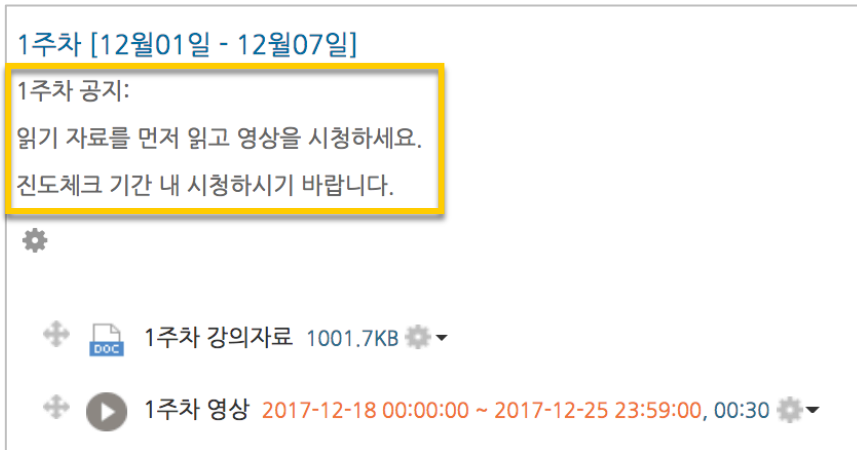 1주차 [12월01일 - 12월07일]
1주차 공지:
읽기 자료를 먼저 읽고 영상을 시청하세요.
진도체크 기간 내 시청하시기 바랍니다.
DOC 1주차 강의자료 1001.7KB
1주차 영상 2017-12-18 00:00:00 ~ 2017-12-25 23:59:00, 00:30